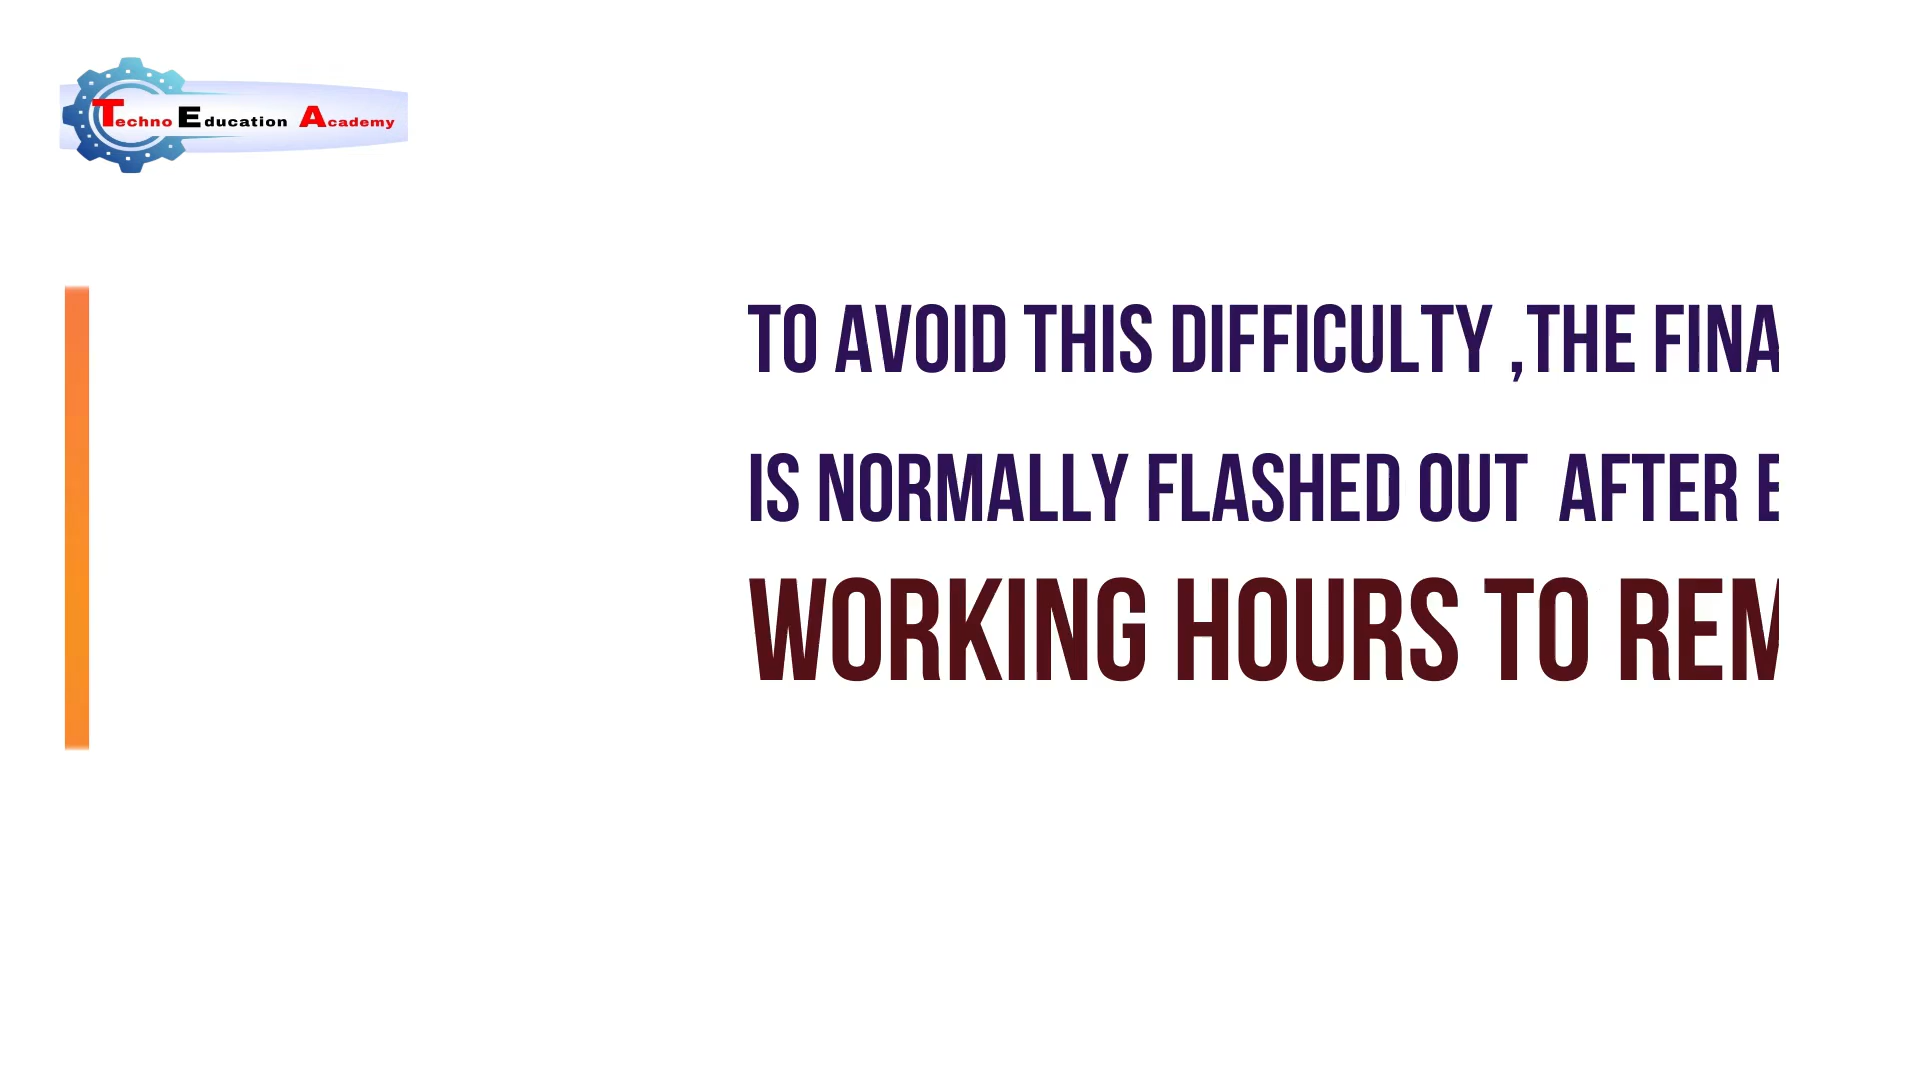 Techno Education Academy
TO AVOID THIS DIFFICULTY ,THE FINA
IS NORMALLY FLASHED OUT AFTER E
WORKING HOURS TO REM